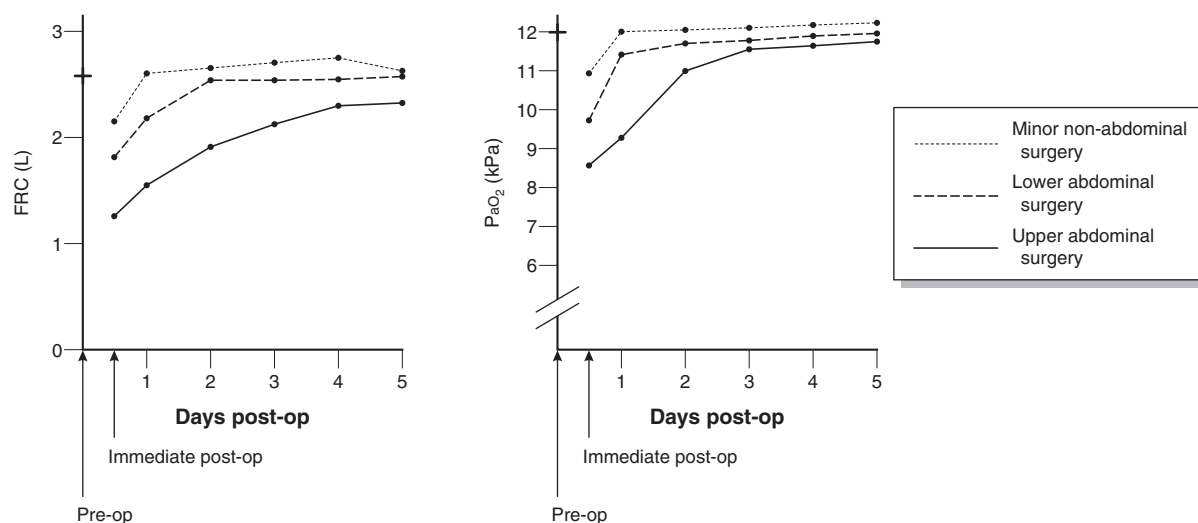 3
2
1
0
FRC (L)
1 2 3 4 5
Days post-op
Immediate post-op
Pre-op
12
11
10
9
8
7
6
PaO2 (kPa)
1 2 3 4 5
Days post-op
Immediate post-op
Pre-op
Minor non-abdominal
surgery
Lower abdominal
surgery
Upper abdominal
surgery